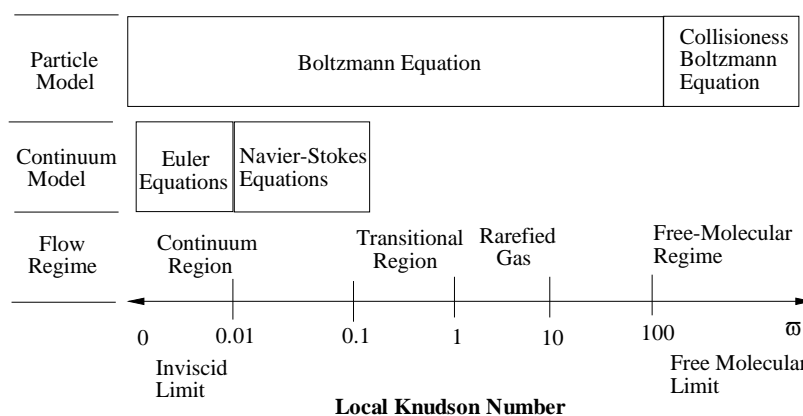 Particle
Model
Boltzmann Equation
Collisioness
Boltzmann
Equation
Continuum
Model
Euler
Equations
Navier-Stokes
Equations
Flow
Regime
Continuum
Region
Transitional
Region
Rarefied
Gas
Free-Molecular
Regime
0
0.01
0.1
1
10
100
ϖ
Inviscid
Limit
Free Molecular
Limit
Local Knudson Number